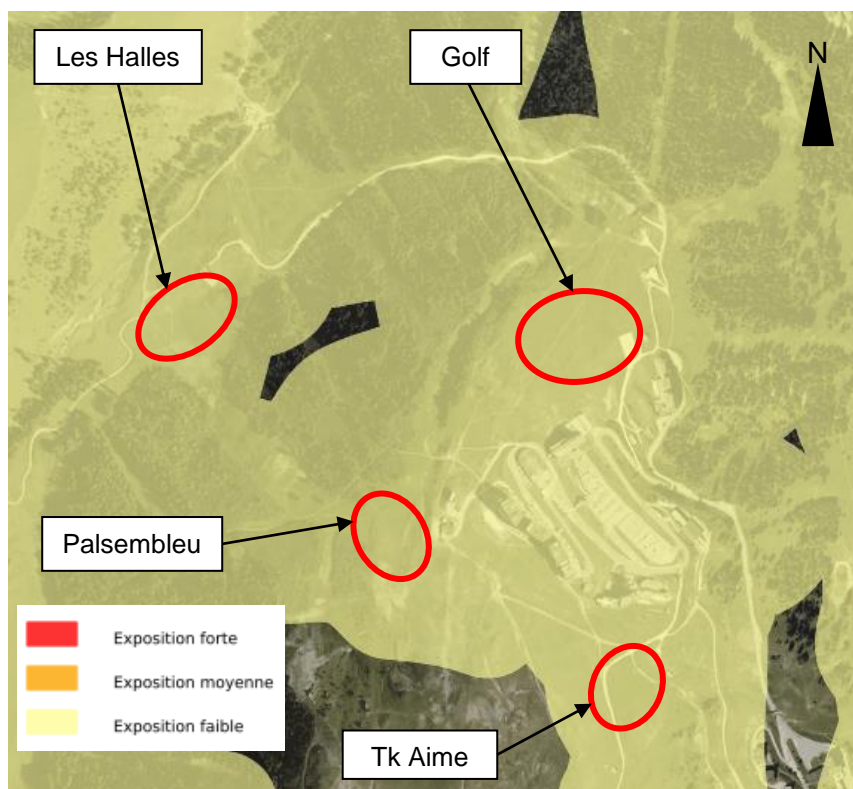 Les Halles
Golf
N
Palsembleu
Exposition forte
Exposition moyenne
Exposition faible
Tk Aime